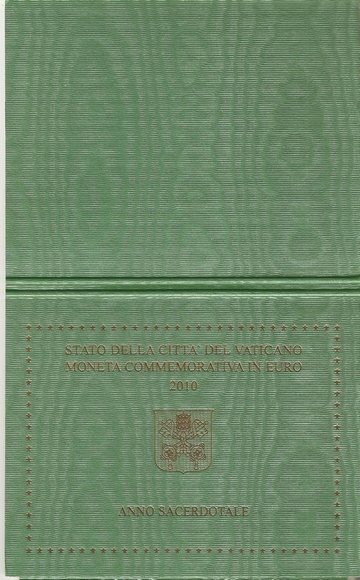 STATO DELLA CITTA' DEL VATICANO
MONETA COMMEMORATIVA IN EURO
2010
ANNO SACERDOTALE